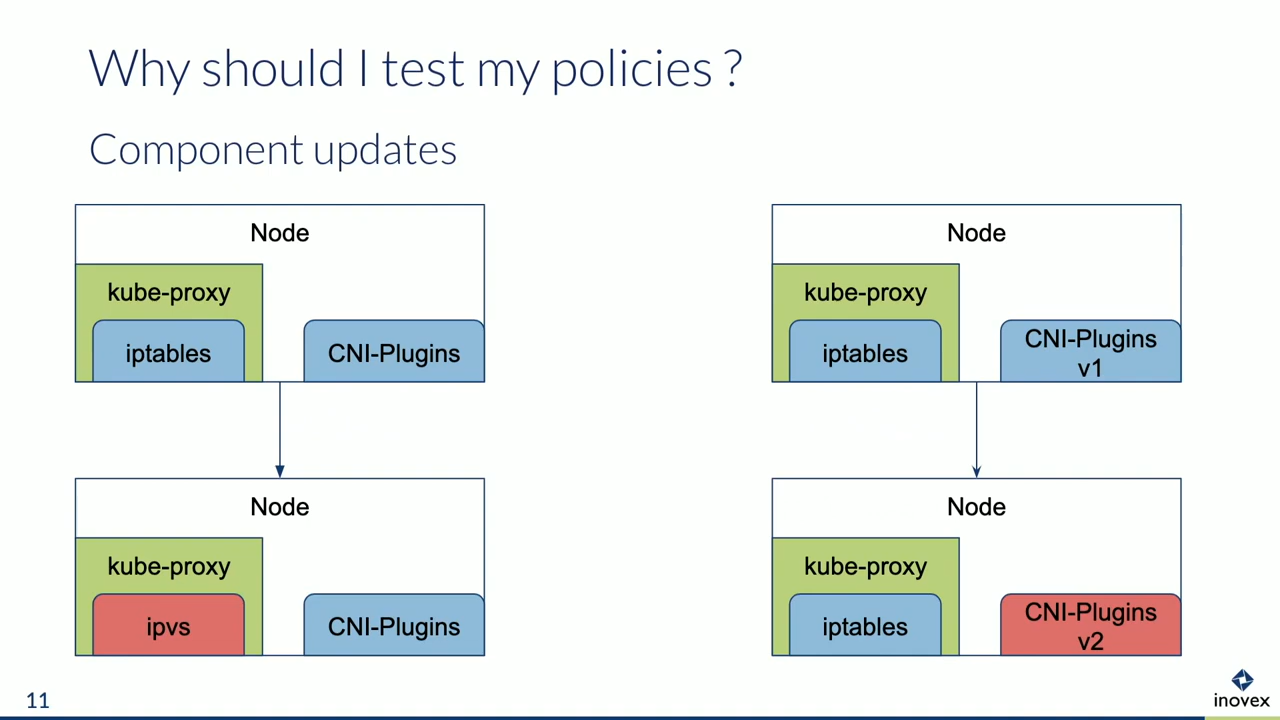 Why should I test my policies ?
Component updates
Node
kube-proxy
iptables
CNI-Plugins
Node
kube-proxy
ipvs
CNI-Plugins
Node
kube-proxy
iptables
CNI-Plugins
v1
Node
kube-proxy
iptables
CNI-Plugins
v2
11
inovex